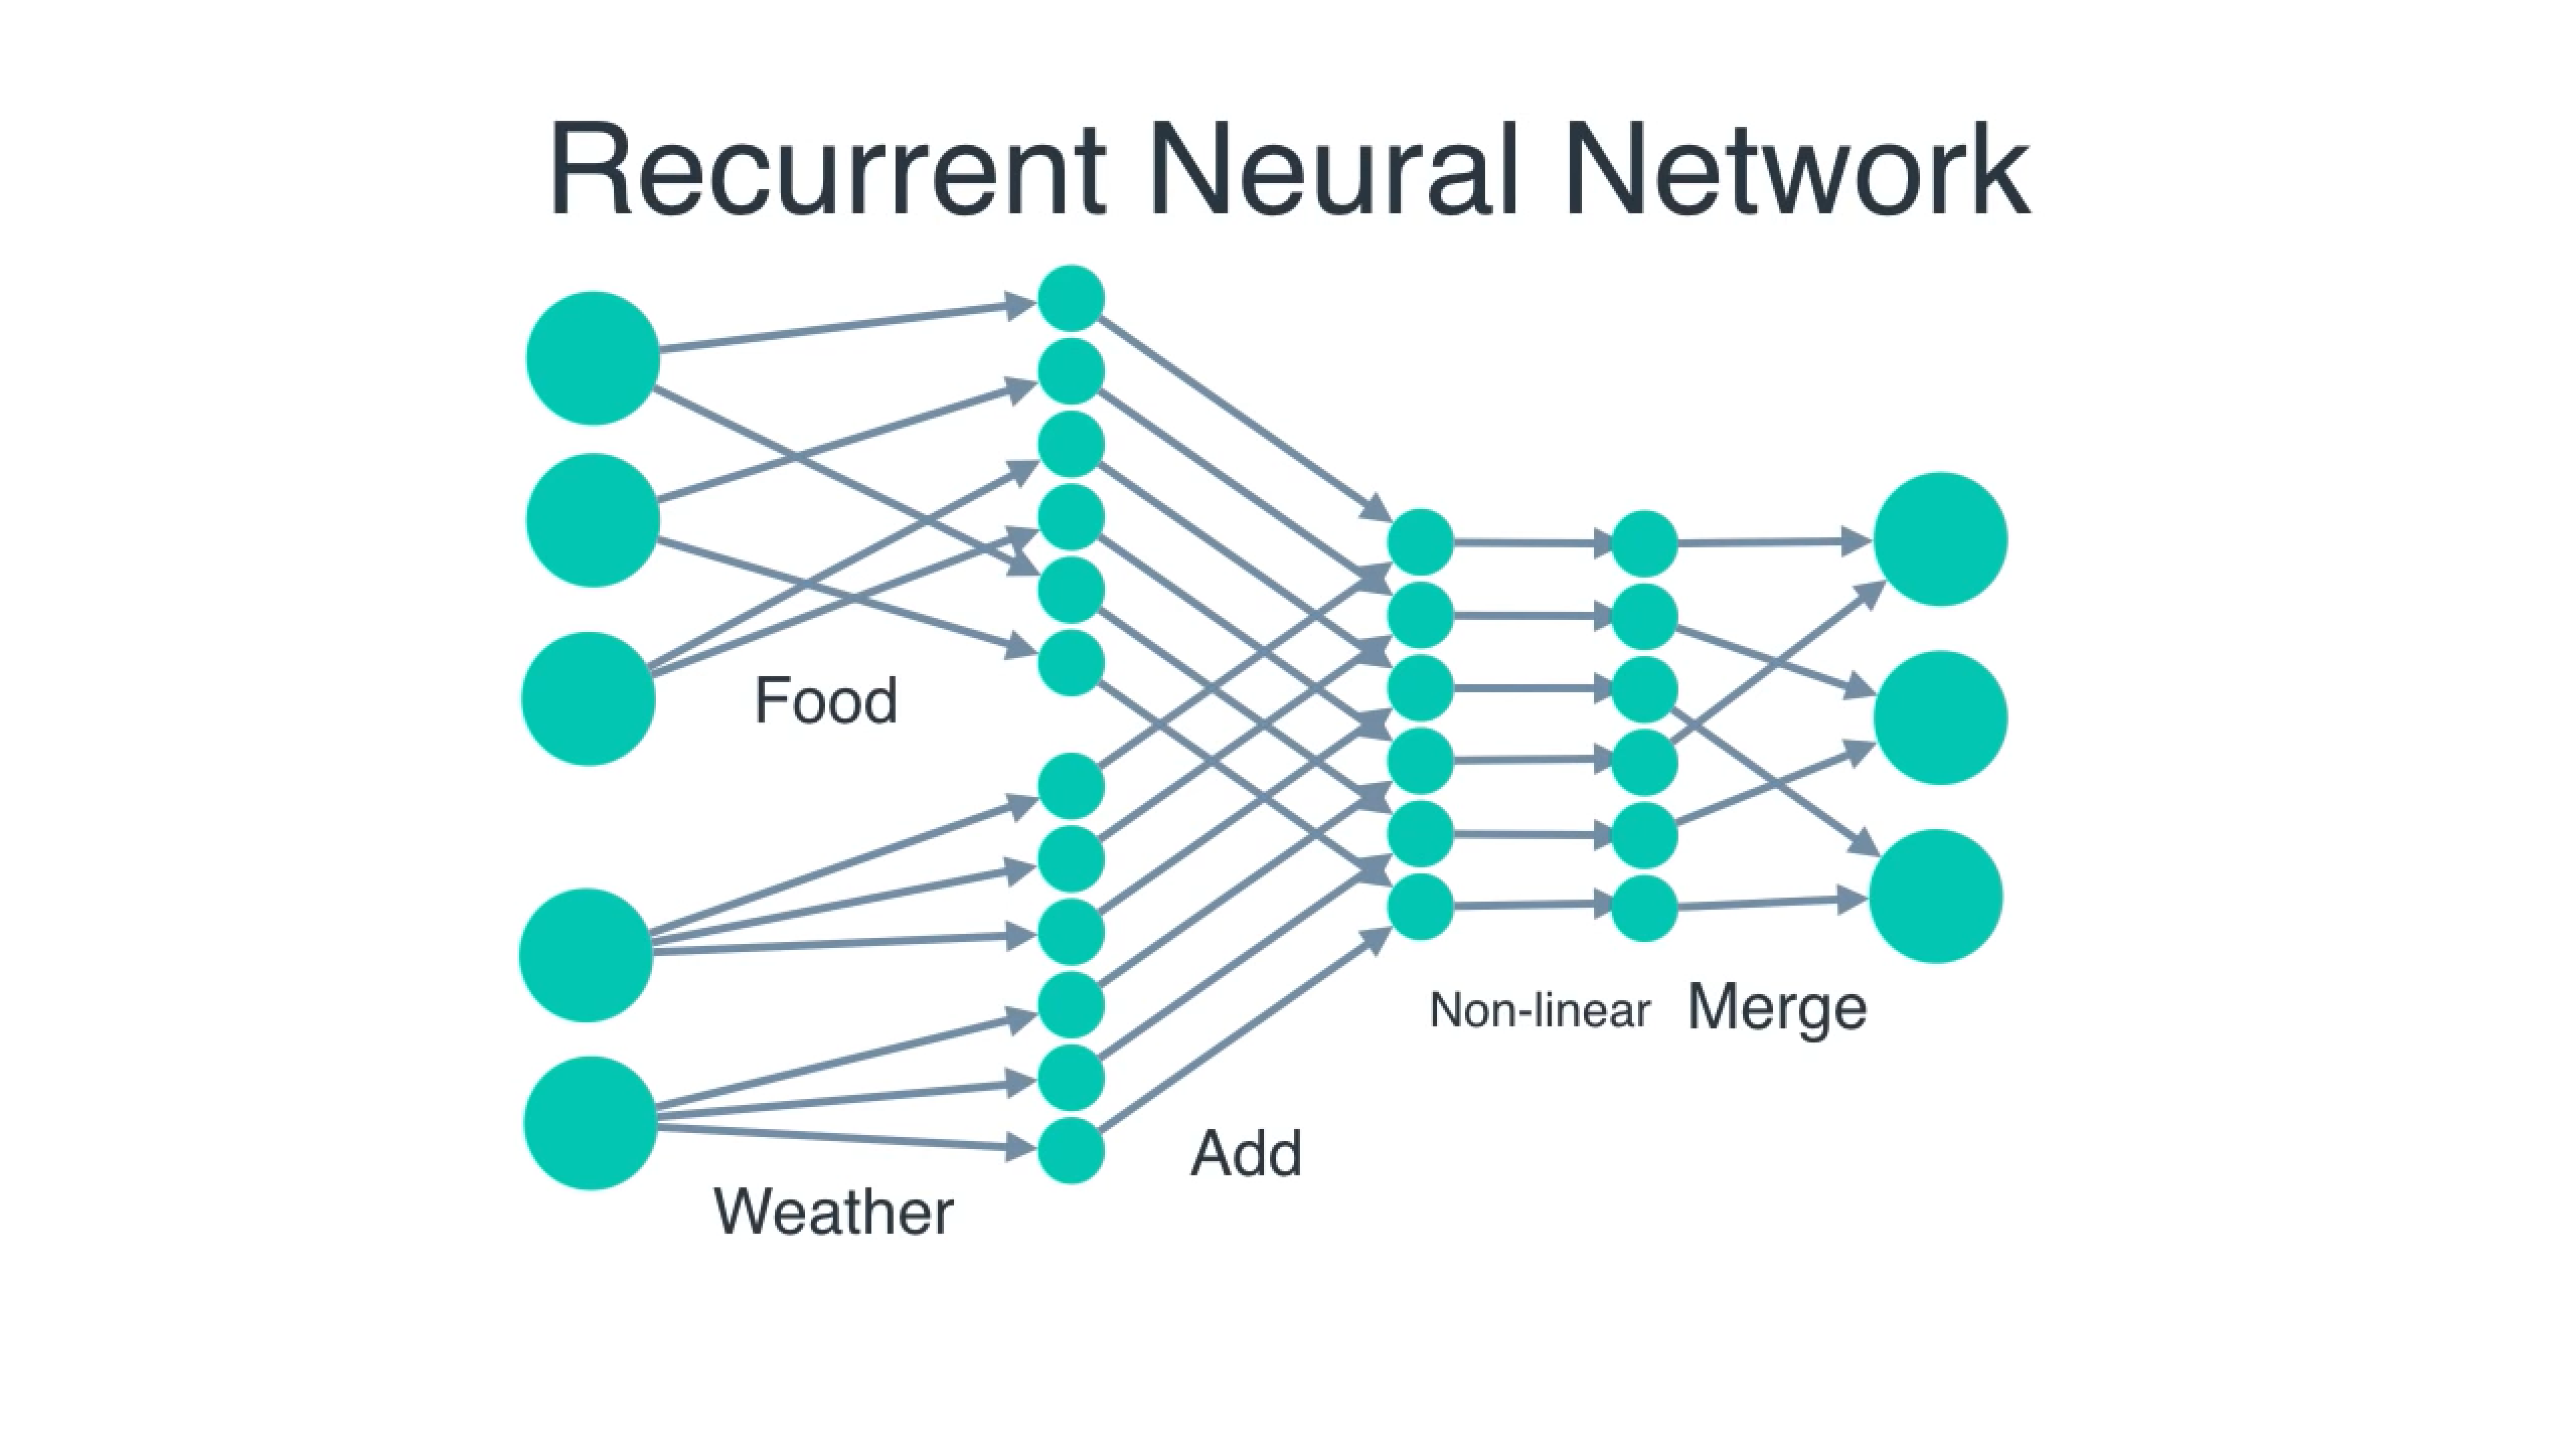 Recurrent Neural Network
Food
Non-linear
Merge
Add
Weather